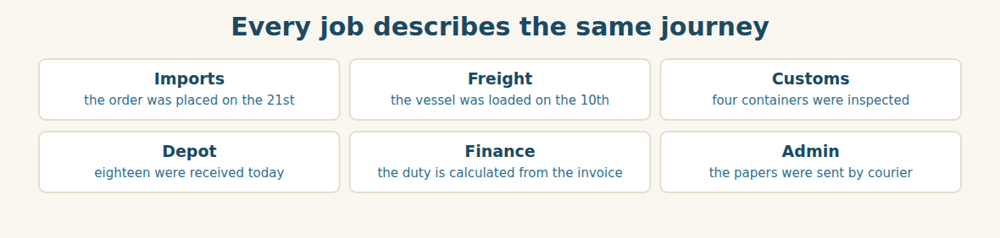 Every job describes the same journey
Imports
the order was placed on the 21st
Freight
the vessel was loaded on the 10th
Customs
four containers were inspected
Depot
eighteen were received today
Finance
the duty is calculated from the invoice
Admin
the papers were sent by courier